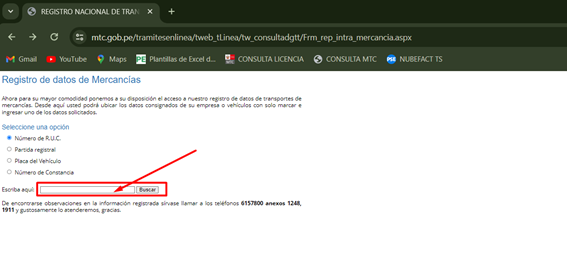 REGISTRO NACIONAL DE TRAN
mtc.gob.pe/tramitesenlinea/tweb_tLinea/tw_consultadgtt/Frm_rep_intra_mercancia.aspx
Gmail YouTube Maps Plantillas de Excel d... CONSULTA LICENCIA CONSULTA MTC NUBEFACT TS
Registro de datos de Mercancías
Ahora para su mayor comodidad ponemos a su disposición el acceso a nuestro registro de datos de transportes de
mercancías. Desde aquí usted podrá ubicar los datos consignados de su empresa o vehículos con solo marcar e
ingresar uno de los datos solicitados.
Seleccione una opción
Número de R.U.C.
Partida registral
Placa del Vehículo
Número de Constancia
Escriba aquí: Buscar
De encontrarse observaciones en la información registrada sírvase llamar a los teléfonos 6157800 anexos 1248,
1911 y gustosamente lo atenderemos, gracias.